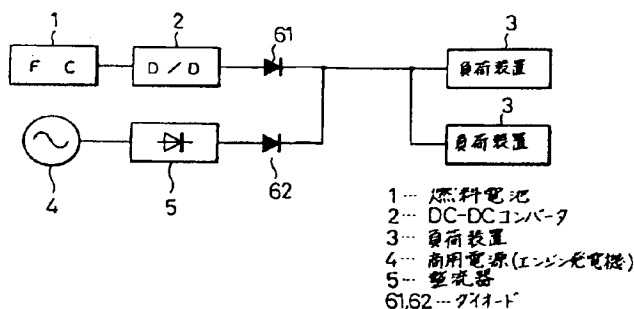 1
2
61
3
F C
D/D
負荷装置
3
負荷装置
4
5
62
1… 燃料電池
2… DC-DCコンバータ
3… 負荷装置
4… 商用電源(エンジン発電機)
5… 整流器
61,62… ダイオード